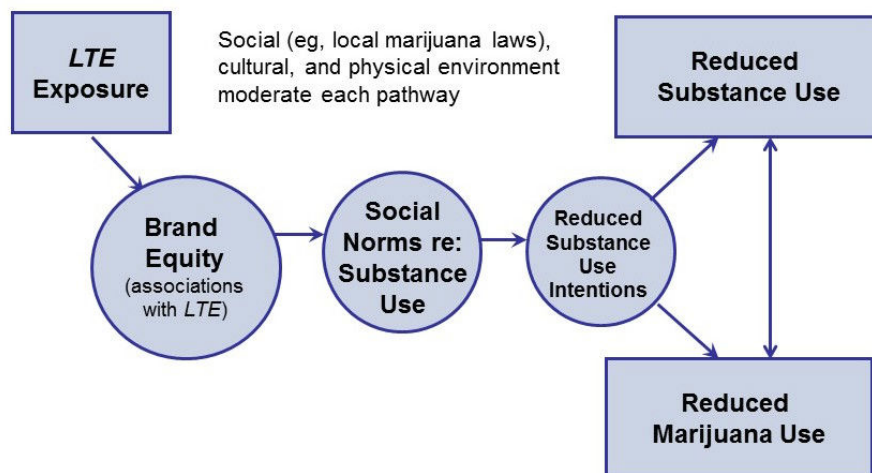 LTE
Exposure
Social (eg, local marijuana laws),
cultural, and physical environment
moderate each pathway
Reduced
Substance Use
Brand
Equity
(associations
with LTE)
Social
Norms re:
Substance
Use
Reduced
Substance
Use
Intentions
Reduced
Marijuana Use